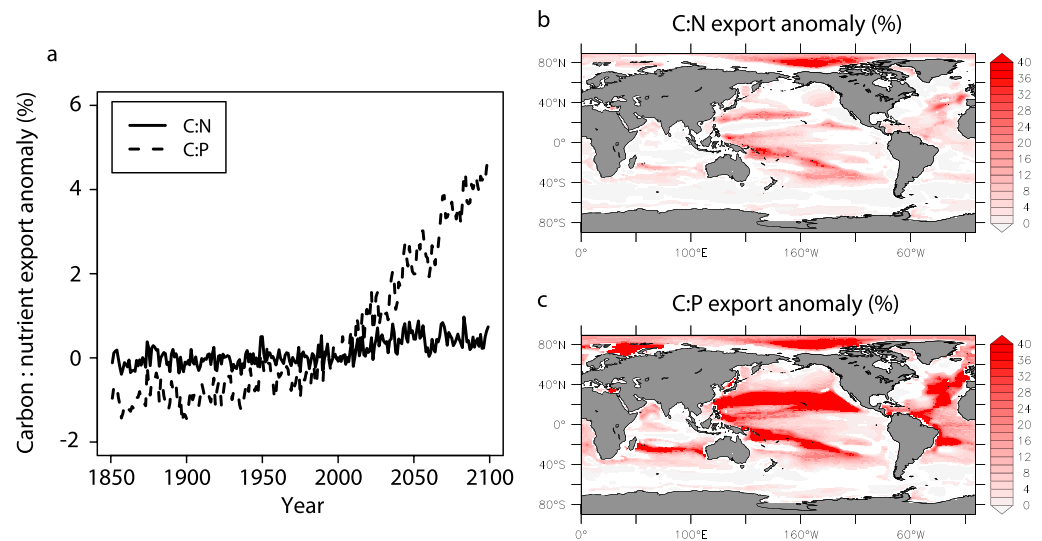 a
Carbon : nutrient export anomaly (%)
6
4
2
0
-2
C:N
C:P
1850 1900 1950 2000 2050 2100
Year
b
C:N export anomaly (%)
80°N
40°N
0°
40°S
80°S
0° 100°E 160°W 60°W
40
36
32
28
24
20
16
12
8
4
0
c
C:P export anomaly (%)
80°N
40°N
0°
40°S
80°S
0° 100°E 160°W 60°W
40
36
32
28
24
20
16
12
8
4
0